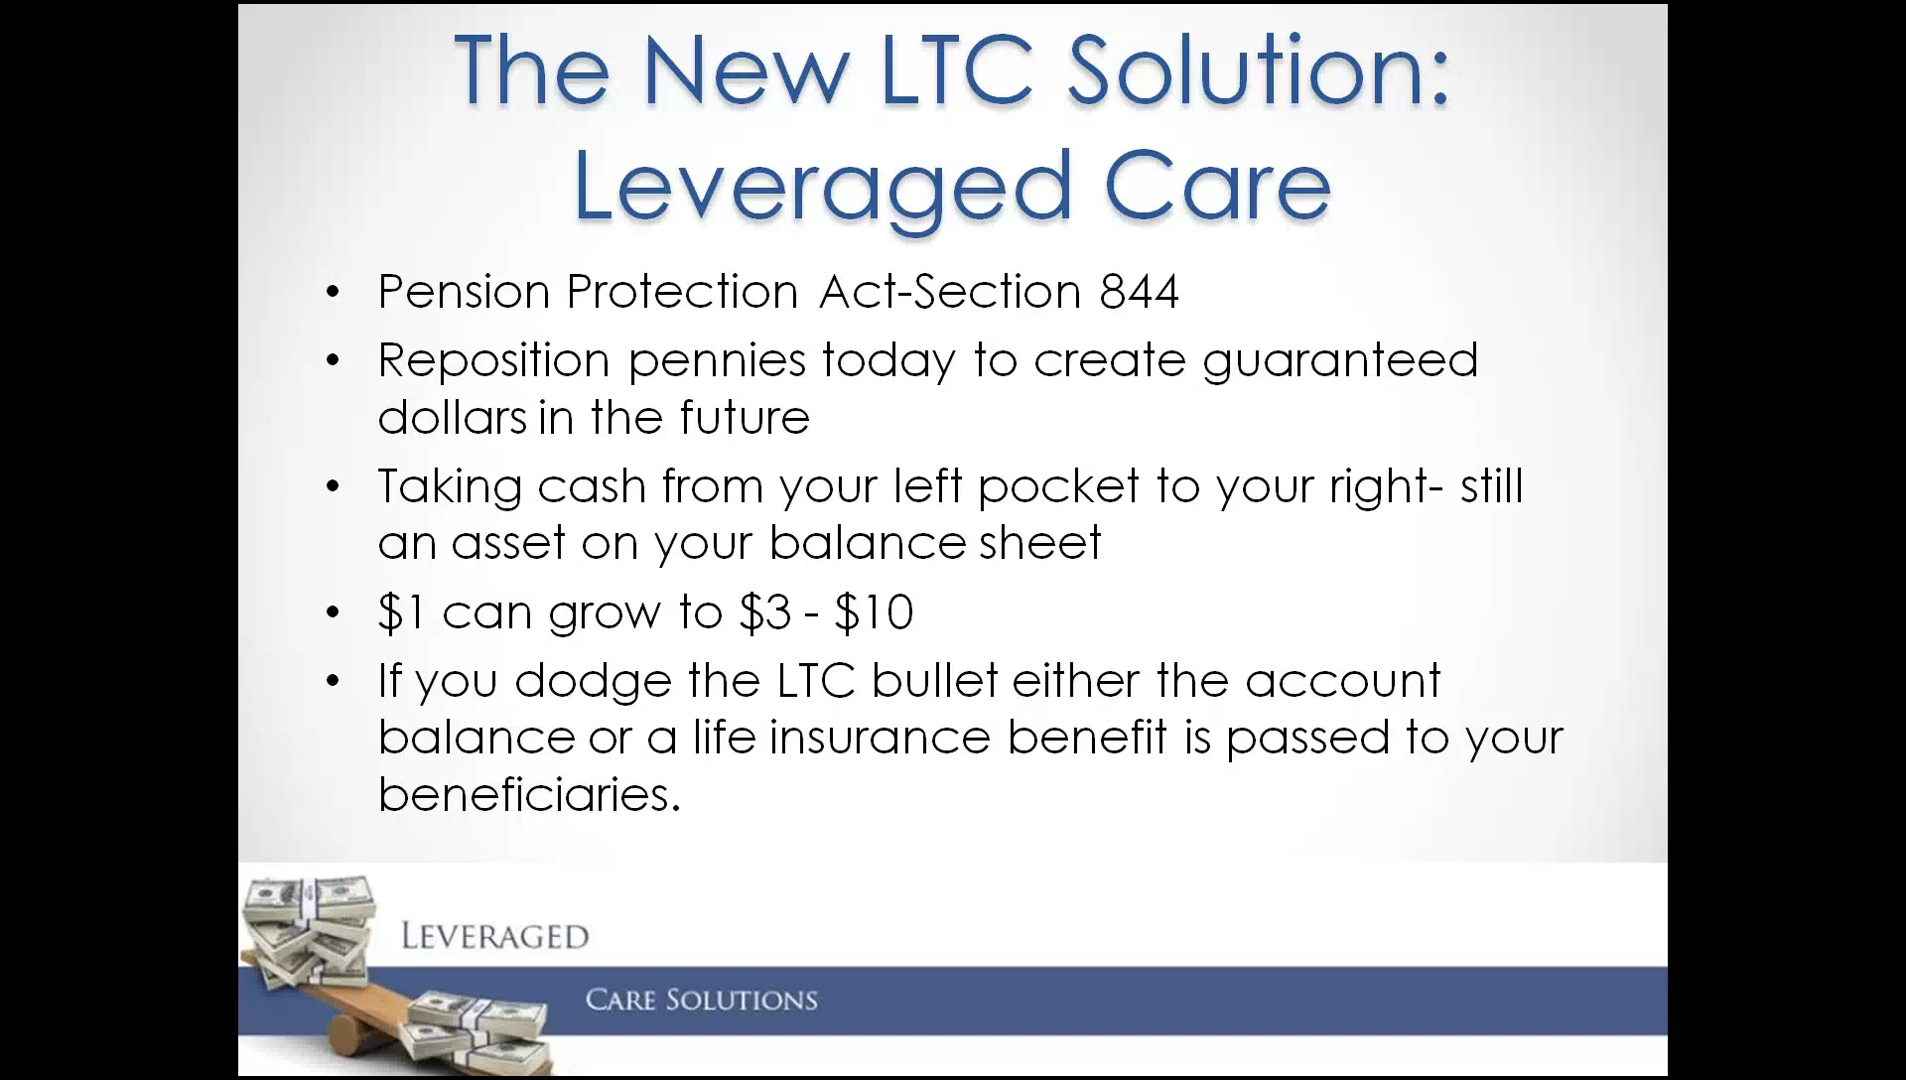 The New LTC Solution:
Leveraged Care
• Pension Protection Act-Section 844
• Reposition pennies today to create guaranteed
dollars in the future
• Taking cash from your left pocket to your right- still
an asset on your balance sheet
• $1 can grow to $3 - $10
• If you dodge the LTC bullet either the account
balance or a life insurance benefit is passed to your
beneficiaries.
LEVERAGED
CARE SOLUTIONS